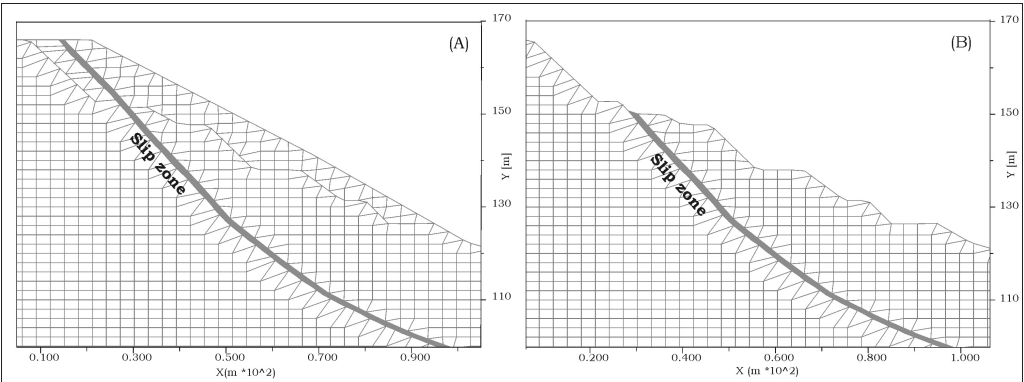 (A)
170
150
130
110
Y [m]
Slip zone
0.100 0.300 0.500 0.700 0.900
X(m *10^2)
(B)
170
150
130
110
Y [m]
Slip zone
0.200 0.400 0.600 0.800 1.000
X (m *10^2)